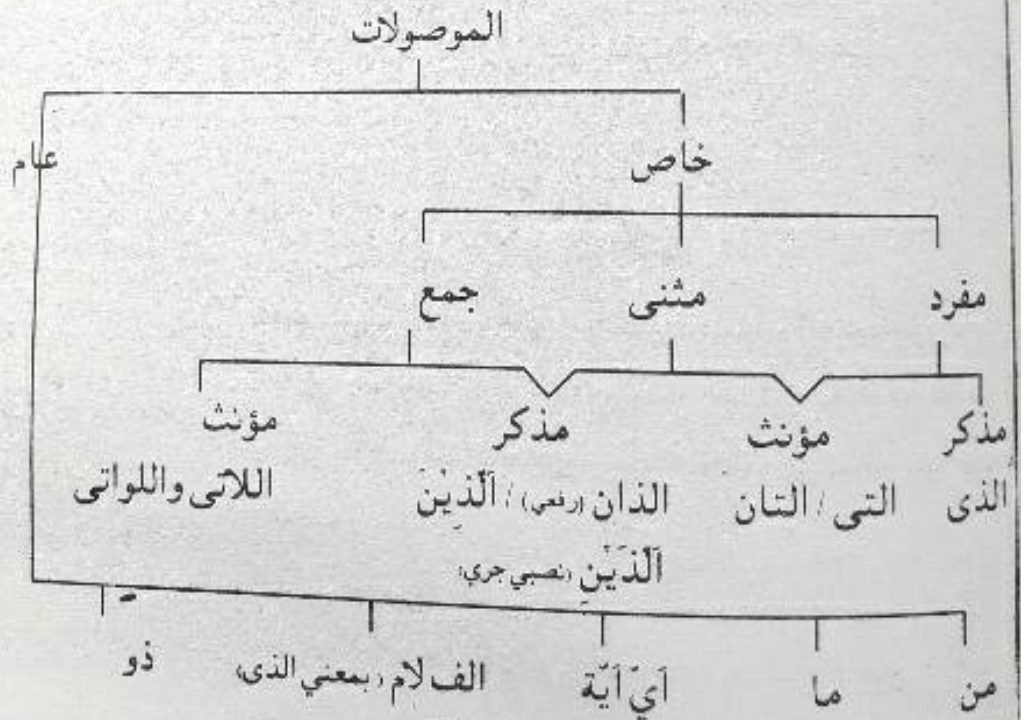 الموصولات
خاص عام
مفرد مثنى جمع
مذكر مؤنث مذكر مؤنث
الذى التى / التان الذان (رفعي) / اَلَّذِيْنَ اللاتى واللواتى
اَلَّذَيْنِ (نصبي جري)
من ما اَيّ اَيّة الف لام (بمعني الذى) ذو